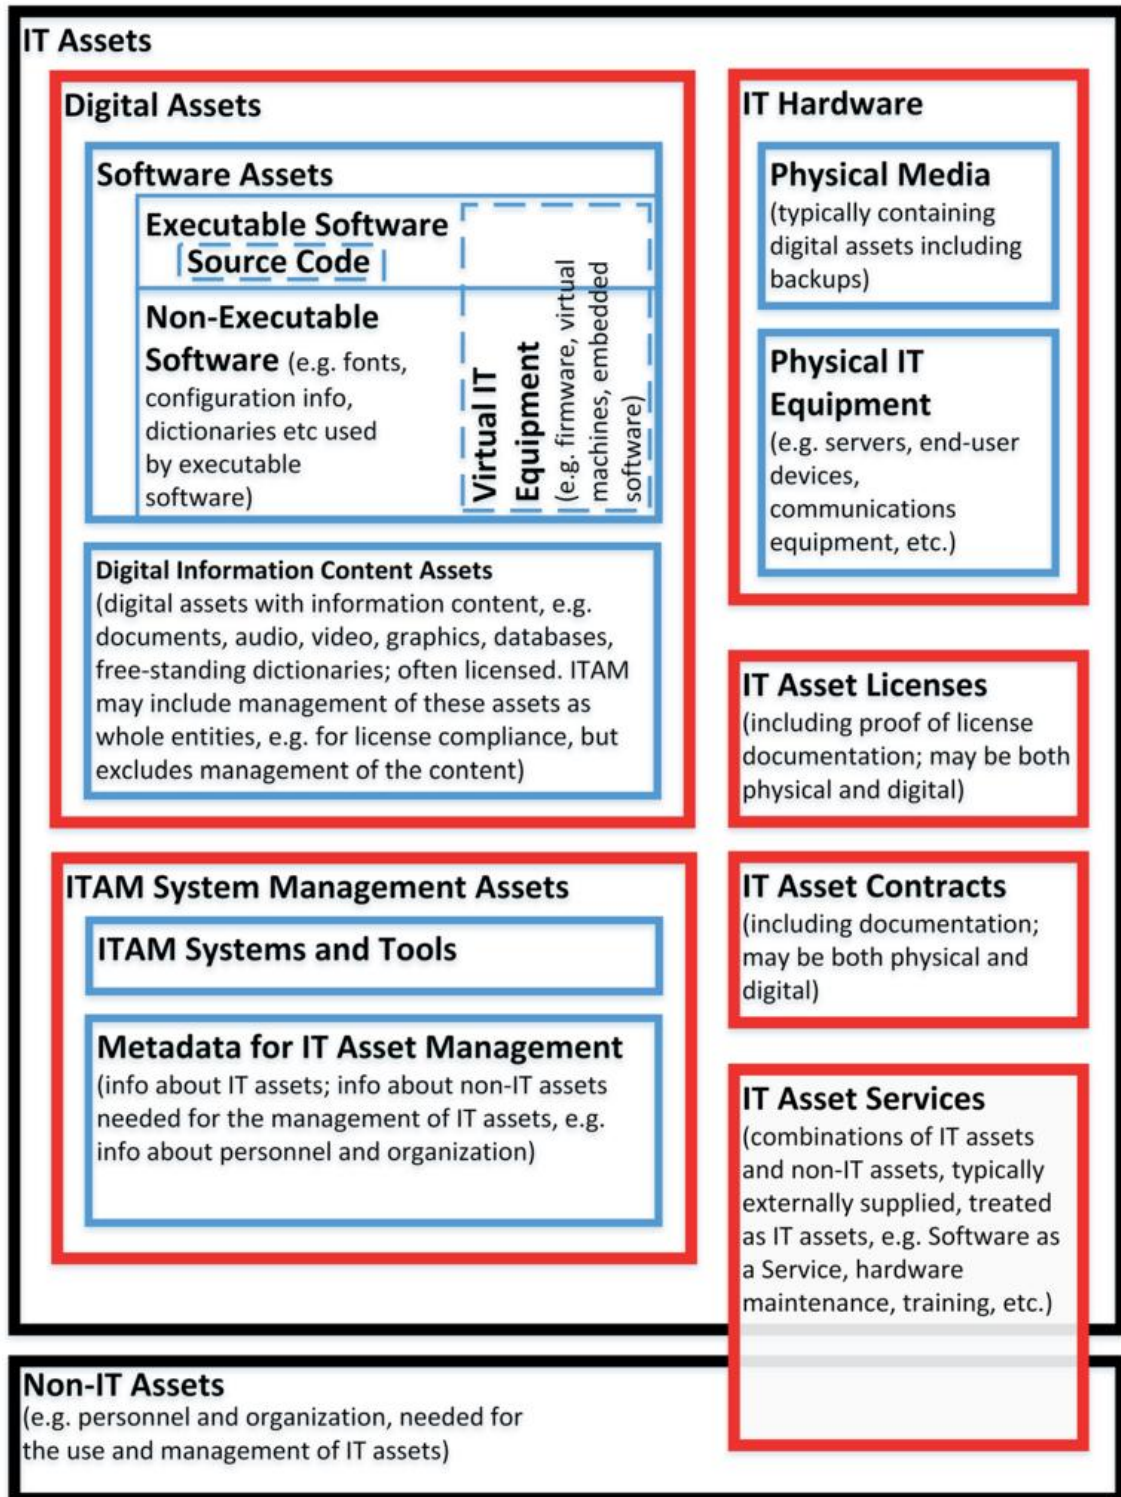 IT Assets
Digital Assets
Software Assets
Executable Software
Source Code
Non-Executable
Software (e.g. fonts,
configuration info,
dictionaries etc used
by executable
software)
Virtual IT
Equipment
(e.g. firmware, virtual
machines, embedded
software)
Digital Information Content Assets
(digital assets with information content, e.g.
documents, audio, video, graphics, databases,
free-standing dictionaries; often licensed. ITAM
may include management of these assets as
whole entities, e.g. for license compliance, but
excludes management of the content)
ITAM System Management Assets
ITAM Systems and Tools
Metadata for IT Asset Management
(info about IT assets; info about non-IT assets
needed for the management of IT assets, e.g.
info about personnel and organization)
IT Hardware
Physical Media
(typically containing
digital assets including
backups)
Physical IT
Equipment
(e.g. servers, end-user
devices,
communications
equipment, etc.)
IT Asset Licenses
(including proof of license
documentation; may be both
physical and digital)
IT Asset Contracts
(including documentation;
may be both physical and
digital)
IT Asset Services
(combinations of IT assets
and non-IT assets, typically
externally supplied, treated
as IT assets, e.g. Software as
a Service, hardware
maintenance, training, etc.)
Non-IT Assets
(e.g. personnel and organization, needed for
the use and management of IT assets)